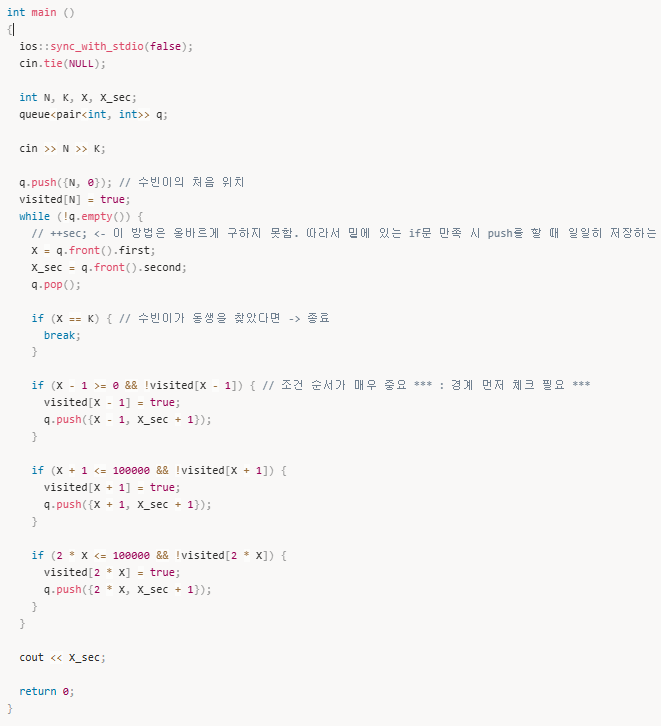 int main ()
{
  ios::sync_with_stdio(false);
  cin.tie(NULL);

  int N, K, X, X_sec;
  queue<pair<int, int>> q;

  cin >> N >> K;

  q.push({N, 0}); // 수빈이의 처음 위치
  visited[N] = true;
  while (!q.empty()) {
    // ++sec; <- 이 방법은 올바르게 구하지 못함. 따라서 밑에 있는 if문 만족 시 push를 할 때 일일히 저장하는
    X = q.front().first;
    X_sec = q.front().second;
    q.pop();

    if (X == K) { // 수빈이가 동생을 찾았다면 -> 종료
      break;
    }

    if (X - 1 >= 0 && !visited[X - 1]) { // 조건 순서가 매우 중요 *** : 경계 먼저 체크 필요 ***
      visited[X - 1] = true;
      q.push({X - 1, X_sec + 1});
    }

    if (X + 1 <= 100000 && !visited[X + 1]) {
      visited[X + 1] = true;
      q.push({X + 1, X_sec + 1});
    }

    if (2 * X <= 100000 && !visited[2 * X]) {
      visited[2 * X] = true;
      q.push({2 * X, X_sec + 1});
    }
  }

  cout << X_sec;

  return 0;
}